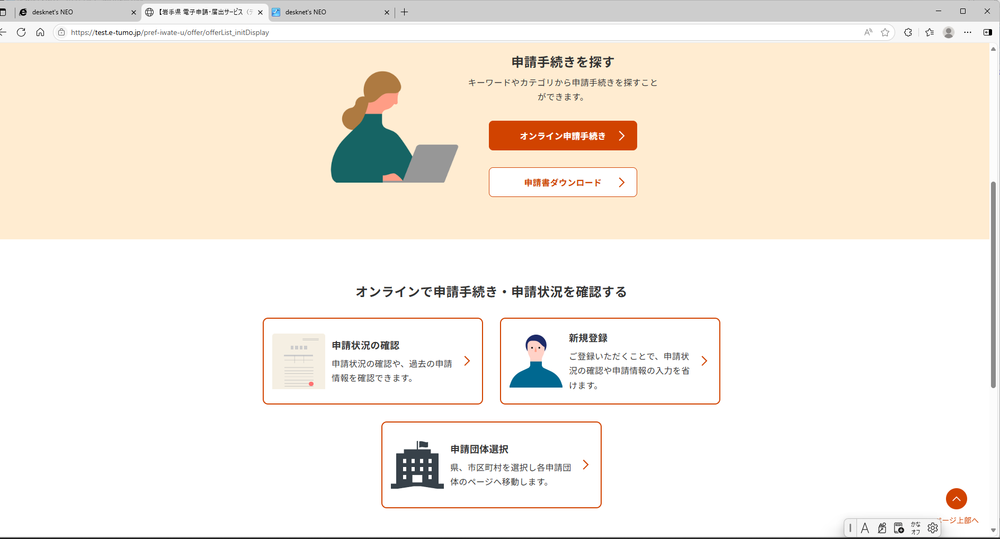 desknet's NEO
【岩手県 電子申請・届出サービス（デ
desknet's NEO
https://test.e-tumo.jp/pref-iwate-u/offer/offerList_initDisplay
申請手続きを探す
キーワードやカテゴリから申請手続きを探すこと
ができます。
オンライン申請手続き
申請書ダウンロード
オンラインで申請手続き・申請状況を確認する
申請状況の確認
申請状況の確認や、過去の申請
情報を確認できます。
新規登録
ご登録いただくことで、申請状
況の確認や申請情報の入力を省
けます。
申請団体選択
県、市区町村を選択し各申請団
体のページへ移動します。
ページ上部へ
A
かな
オフ